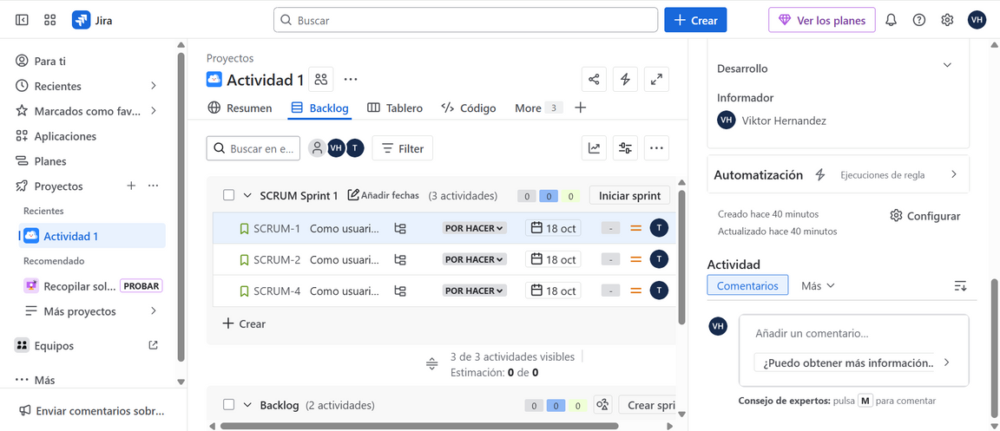 Jira
Buscar
Crear
Ver los planes
VH
Para ti
Recientes
Marcados como fav...
Aplicaciones
Planes
Proyectos
Recientes
Actividad 1
Recomendado
Recopilar sol... PROBAR
Más proyectos
Equipos
Más
Enviar comentarios sobr...
Proyectos
Actividad 1
Resumen Backlog Tablero Código More 3
Buscar en e... VH T Filter
SCRUM Sprint 1 Añadir fechas (3 actividades) 0 0 0 Iniciar sprint
SCRUM-1 Como usuari... POR HACER 18 oct - T
SCRUM-2 Como usuari... POR HACER 18 oct - T
SCRUM-4 Como usuari... POR HACER 18 oct - T
Crear
3 de 3 actividades visibles
Estimación: 0 de 0
Backlog (2 actividades) 0 0 0 Crear spri
Desarrollo
Informador
VH Viktor Hernandez
Automatización Ejecuciones de regla
Creado hace 40 minutos
Actualizado hace 40 minutos
Configurar
Actividad
Comentarios Más
VH Añadir un comentario...
¿Puedo obtener más información..
Consejo de expertos: pulsa M para comentar